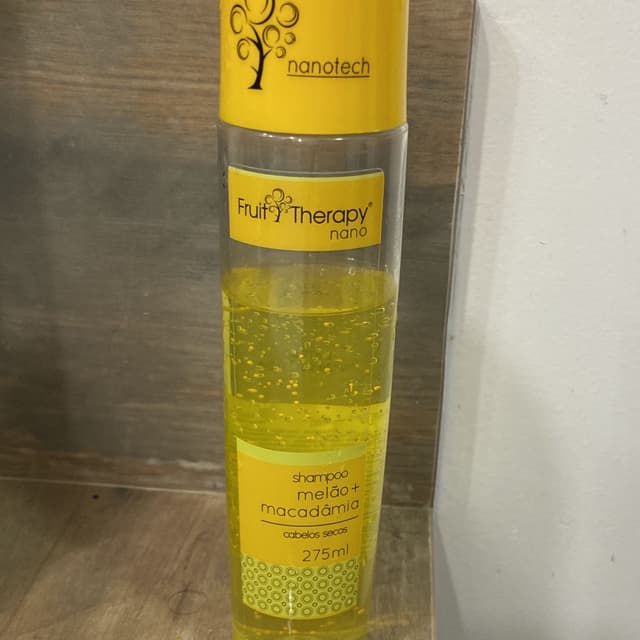 nanotech
Fruit Therapy®
nano
shampoo
melão+
macadâmia
cabelos secos
275ml